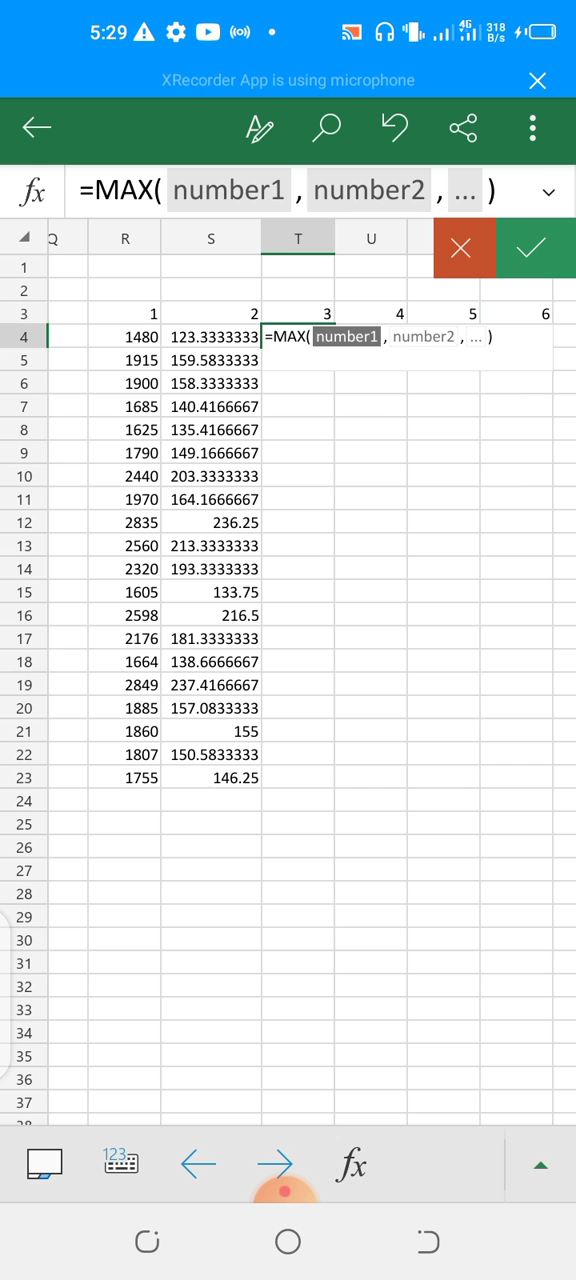 5:29 4G 318 B/s
XRecorder App is using microphone
fx =MAX( number1 , number2 , ... )
Q R S T U
1
2
3 1 2 3 4 5 6
4 1480 123.3333333 =MAX( number1 , number2 , ... )
5 1915 159.5833333
6 1900 158.3333333
7 1685 140.4166667
8 1625 135.4166667
9 1790 149.1666667
10 2440 203.3333333
11 1970 164.1666667
12 2835 236.25
13 2560 213.3333333
14 2320 193.3333333
15 1605 133.75
16 2598 216.5
17 2176 181.3333333
18 1664 138.6666667
19 2849 237.4166667
20 1885 157.0833333
21 1860 155
22 1807 150.5833333
23 1755 146.25
24
25
26
27
28
29
30
31
32
33
34
35
36
37
38
123 fx